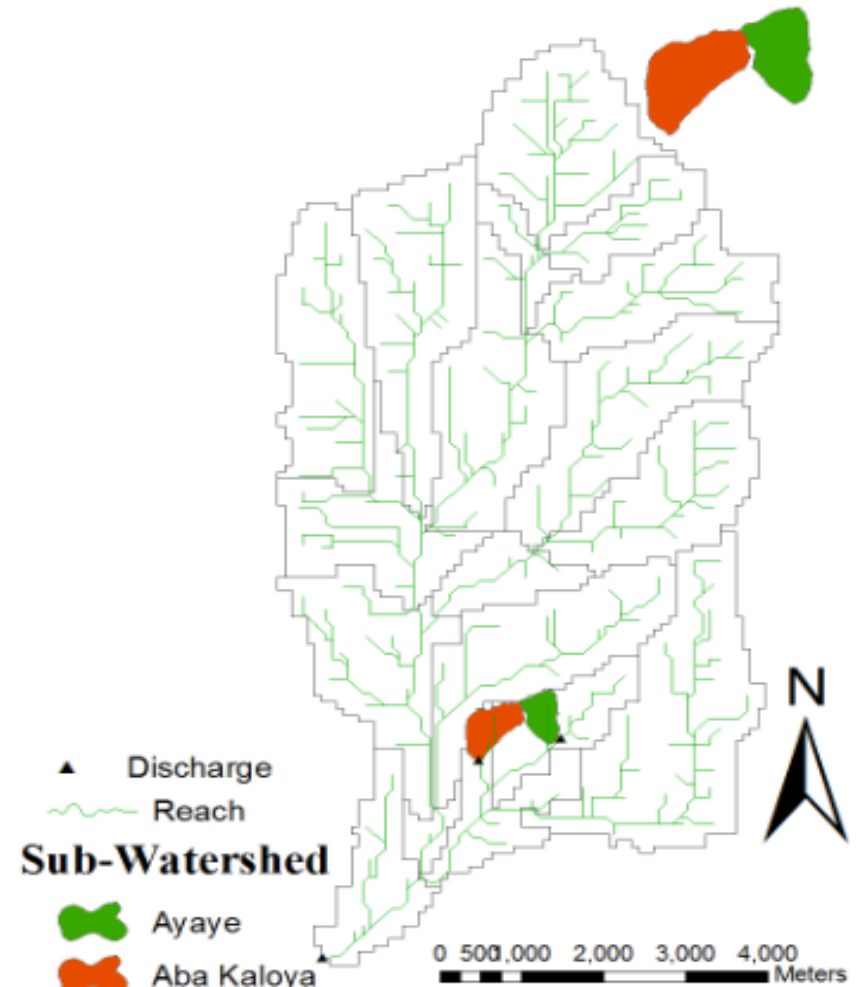 N
Discharge
Reach
Sub-Watershed
Ayaye
Aba Kaloya
0 500 1,000 2,000 3,000 4,000
Meters